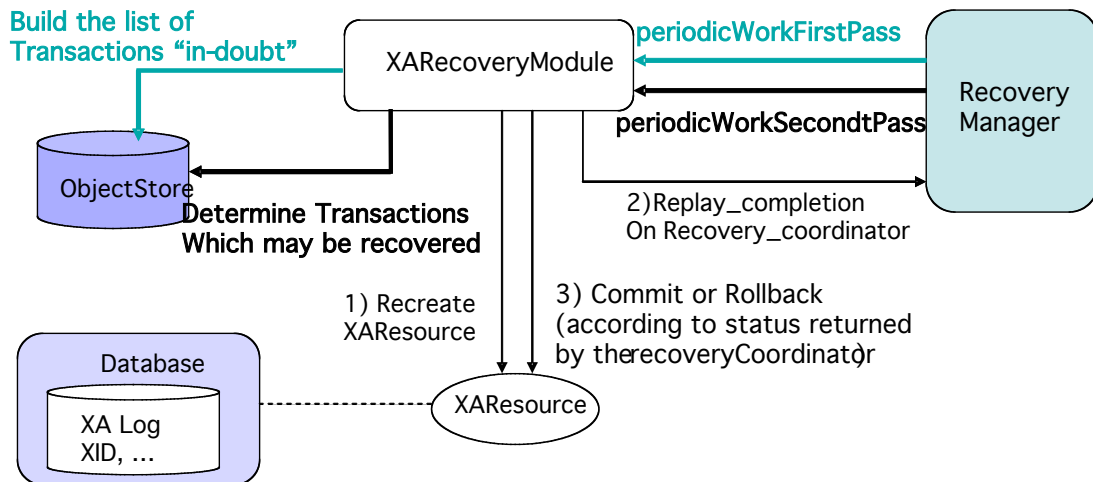 Build the list of
Transactions “in-doubt”
XARecoveryModule
periodicWorkFirstPass
periodicWorkSecondtPass
Recovery
Manager
ObjectStore
Determine Transactions
Which may be recovered
2)Replay_completion
On Recovery_coordinator
1) Recreate
XAResource
3) Commit or Rollback
(according to status returned
by therecoveryCoordinator)
Database
XA Log
XID, ...
XAResource